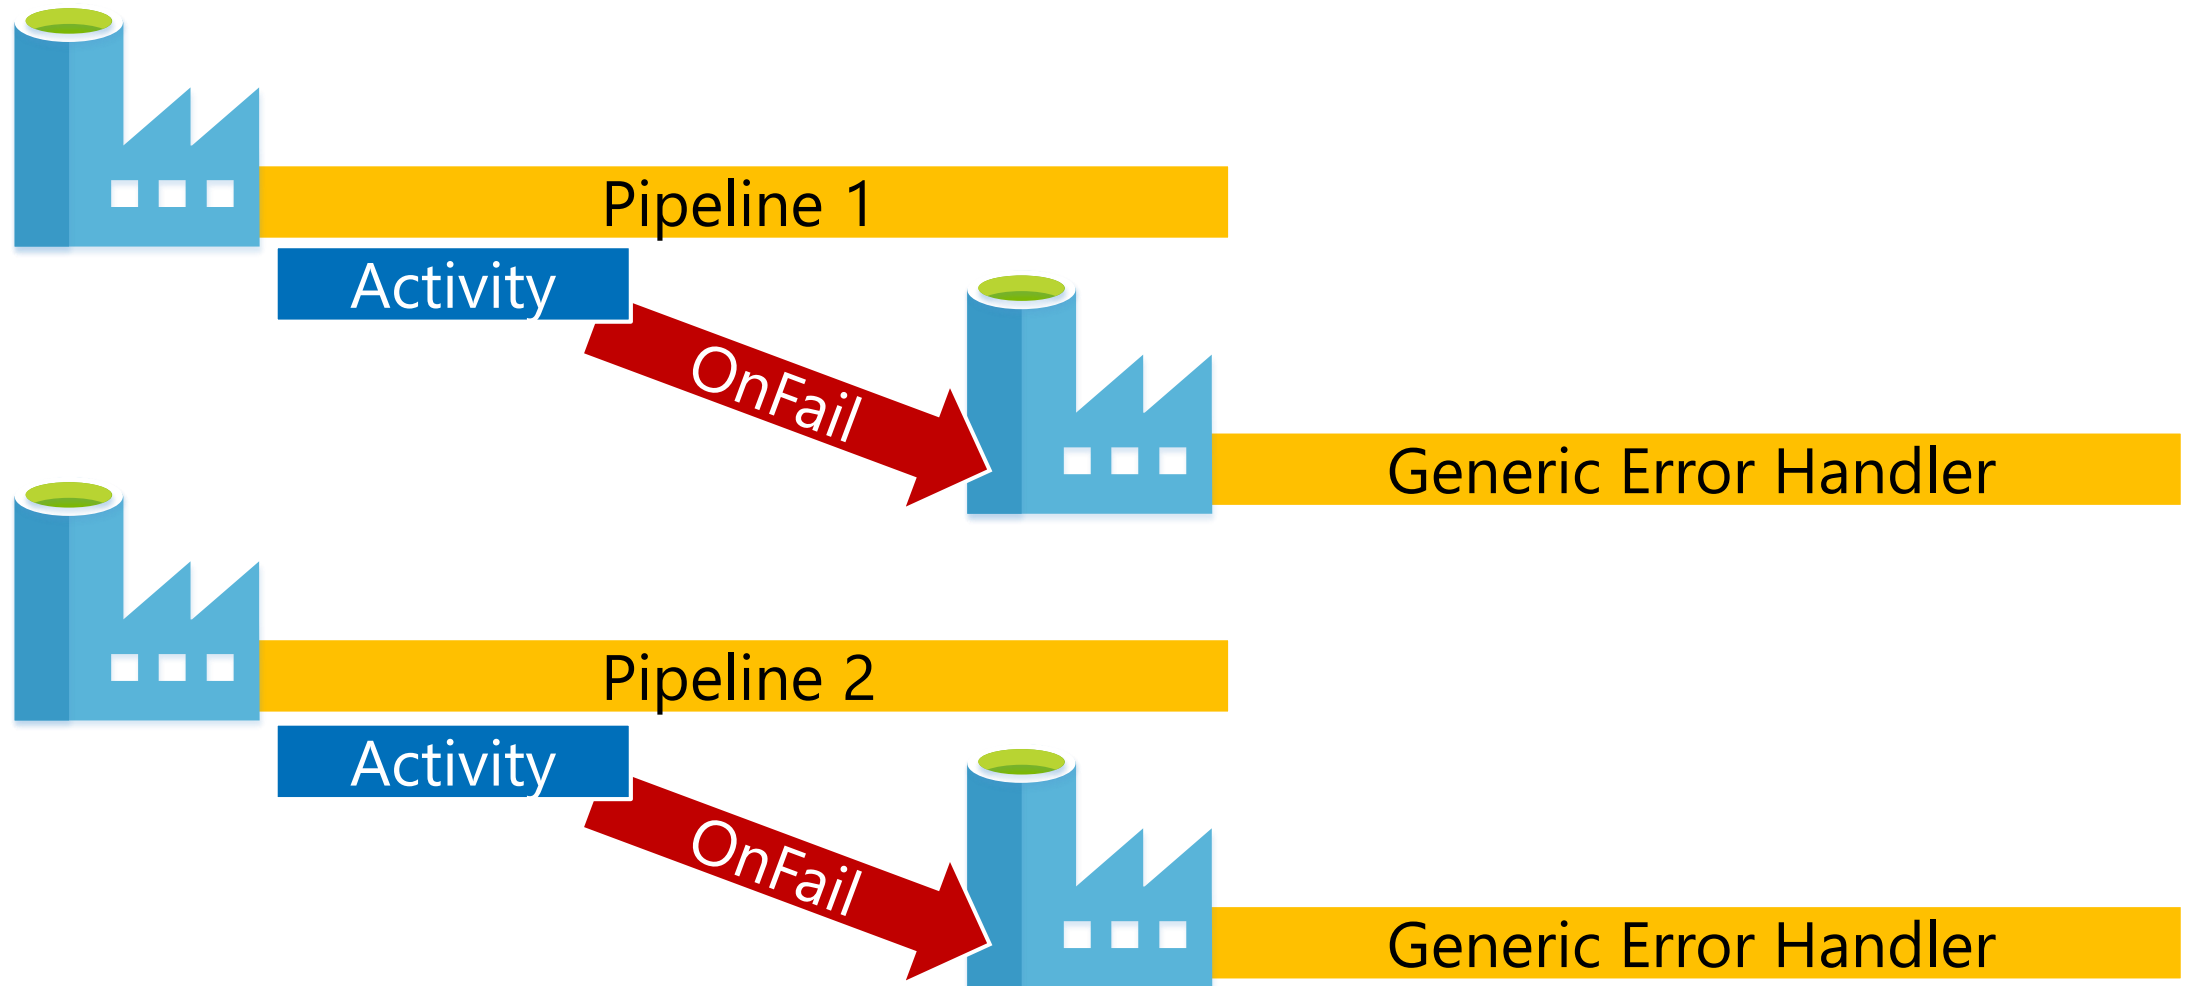 Pipeline 1
Activity
OnFail
Generic Error Handler
Pipeline 2
Activity
OnFail
Generic Error Handler